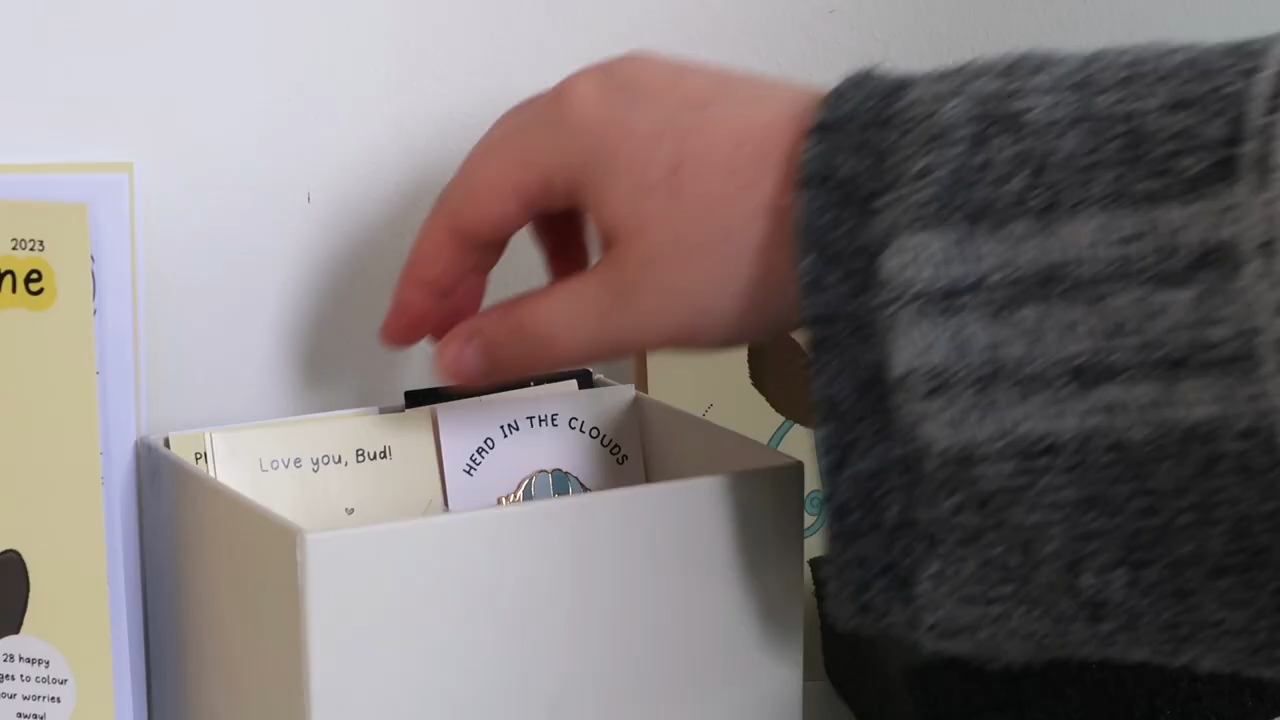 2023
ne
28 happy
ges to colour
our worries
away!
P
Love you, Bud!
HEAD IN THE CLOUDS